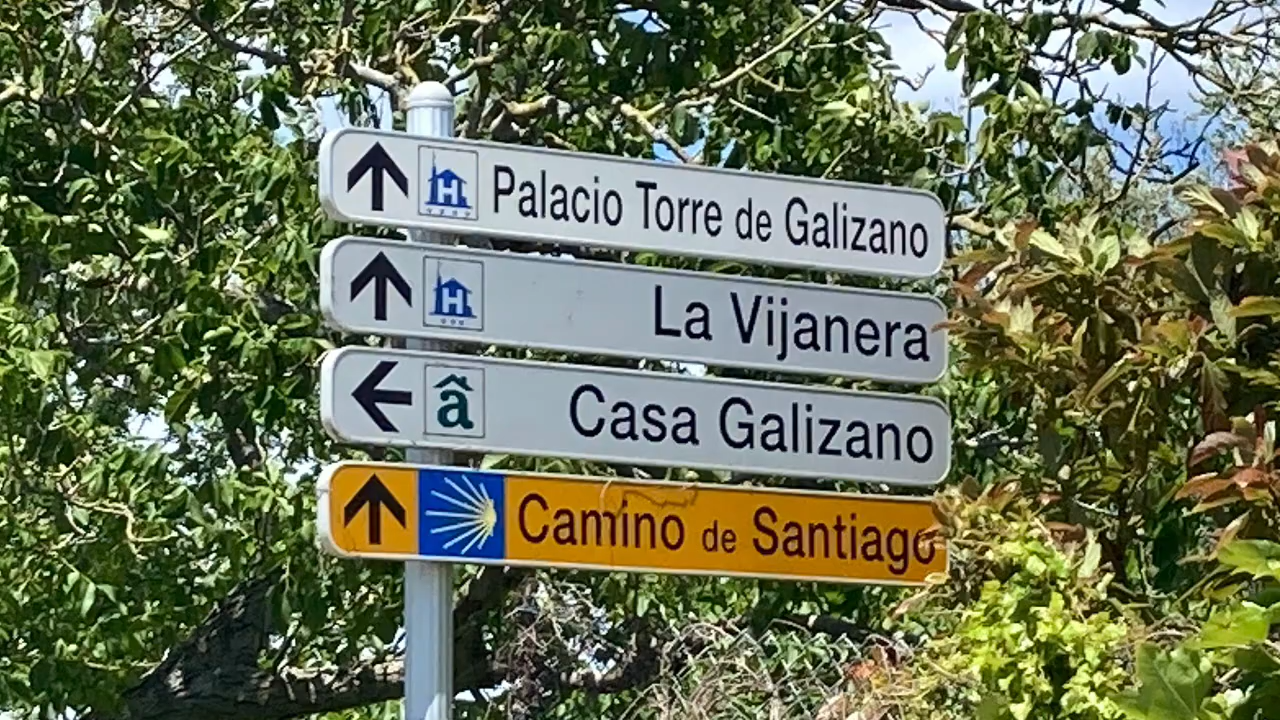 H Palacio Torre de Galizano
H La Vijanera
â Casa Galizano
Camino de Santiago